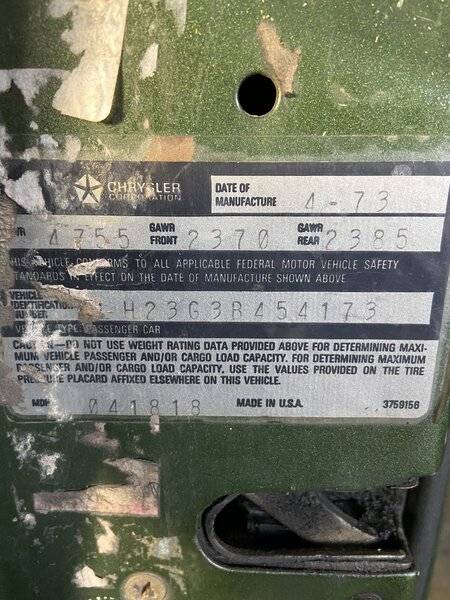 CHRYSLER
CORPORATION
DATE OF
MANUFACTURE 4-73
4755 GAWR
FRONT 2370 GAWR
REAR 2385
THIS VEHICLE CONFORMS TO ALL APPLICABLE FEDERAL MOTOR VEHICLE SAFETY
STANDARDS IN EFFECT ON THE DATE OF MANUFACTURE SHOWN ABOVE
VEHICLE
IDENTIFICATION
NUMBER H23G3B454173
VEHICLE TYPE: PASSENGER CAR
CAUTION—DO NOT USE WEIGHT RATING DATA PROVIDED ABOVE FOR DETERMINING MAXI-
MUM VEHICLE PASSENGER AND/OR CARGO LOAD CAPACITY. FOR DETERMINING MAXIMUM
PASSENGER AND/OR CARGO LOAD CAPACITY, USE THE VALUES PROVIDED ON THE TIRE
PRESSURE PLACARD AFFIXED ELSEWHERE ON THIS VEHICLE.
MDH 041818 MADE IN U.S.A. 3759156